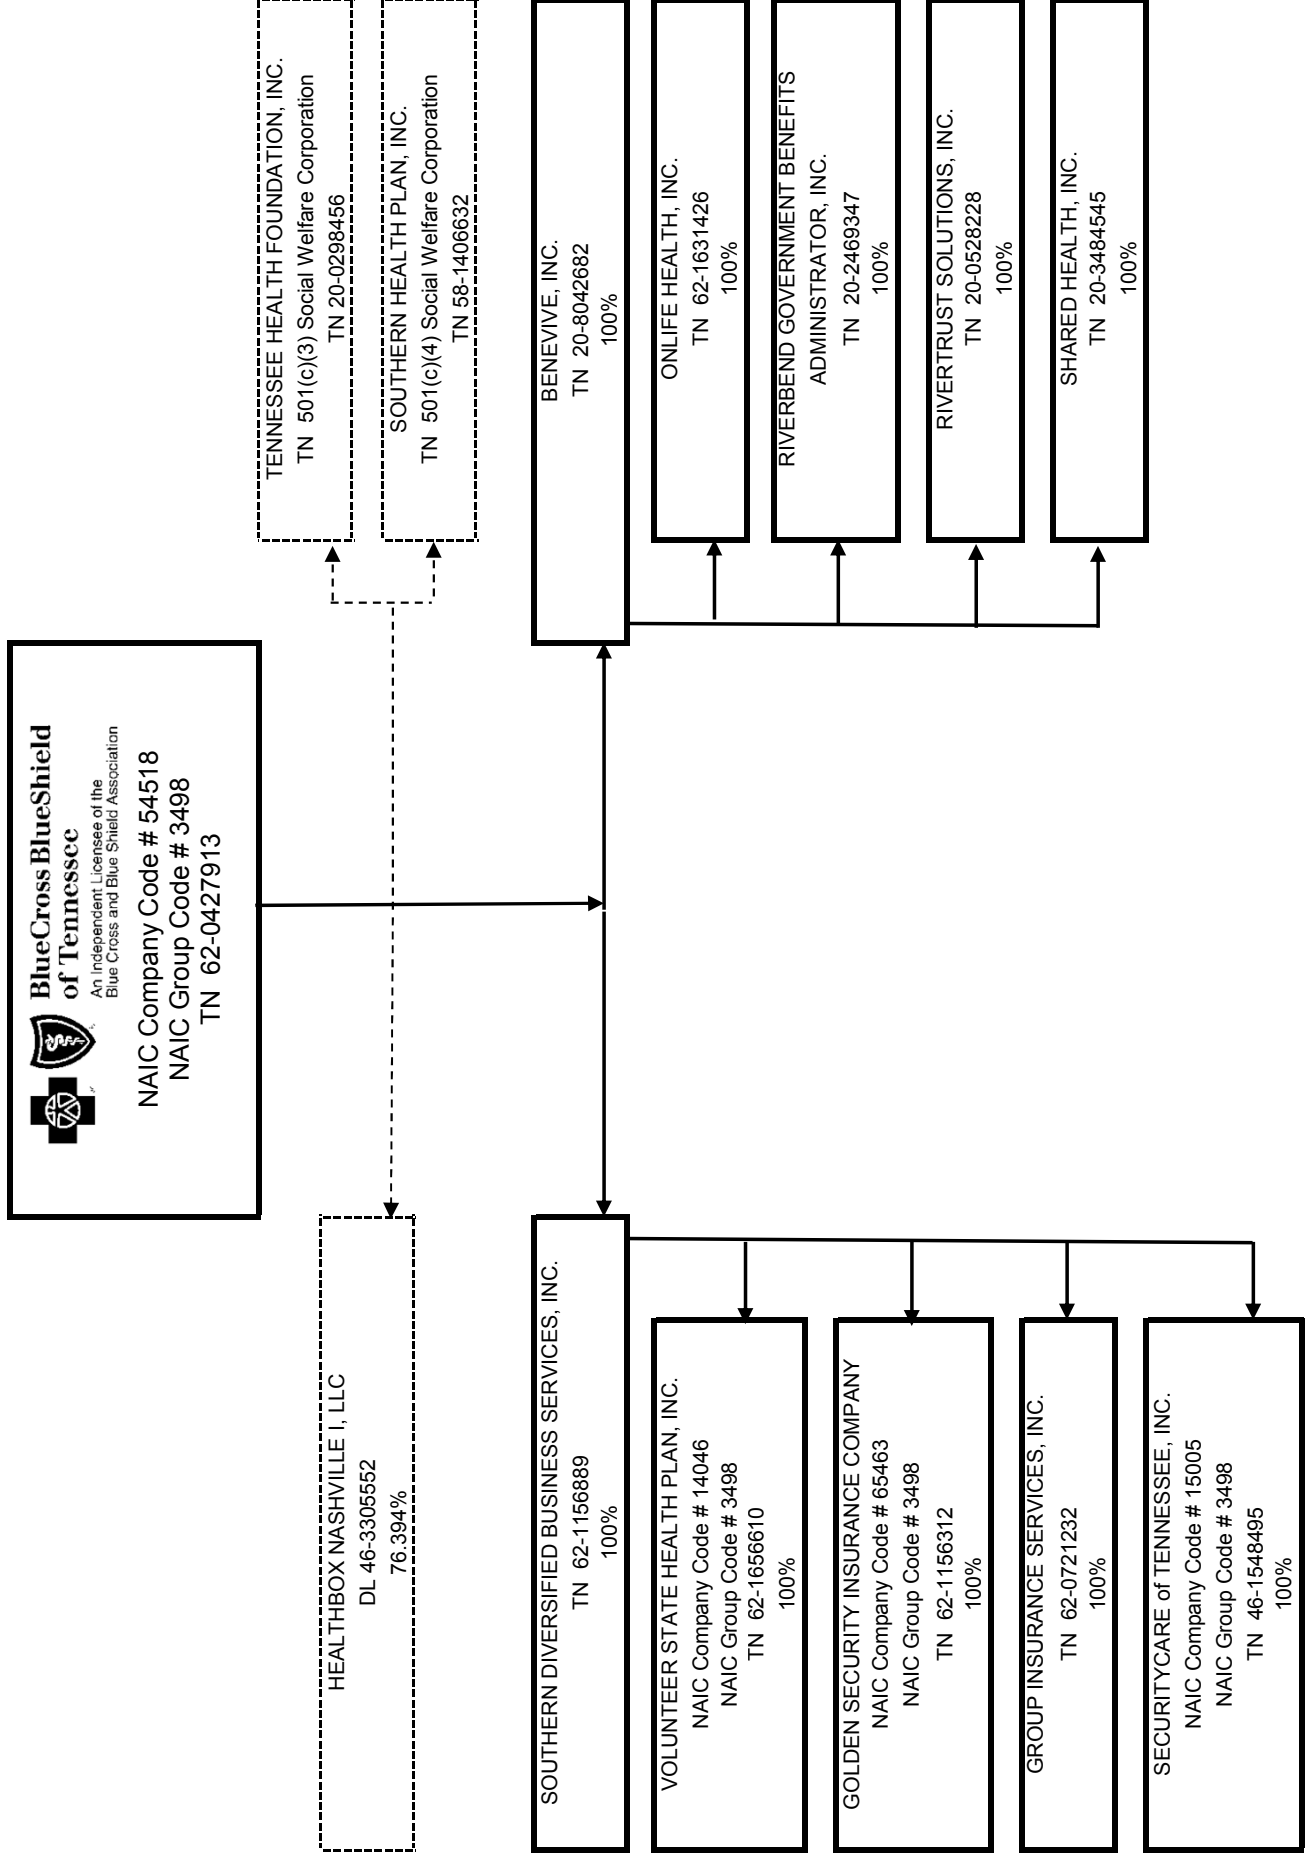 BlueCross BlueShield
of Tennessee
An Independent Licensee of the
Blue Cross and Blue Shield Association
NAIC Company Code # 54518
NAIC Group Code # 3498
TN 62-0427913
HEALTHBOX NASHVILLE I, LLC
DL 46-3305552
76.394%
TENNESSEE HEALTH FOUNDATION, INC.
TN 501(c)(3) Social Welfare Corporation
TN 20-0298456
SOUTHERN HEALTH PLAN, INC.
TN 501(c)(4) Social Welfare Corporation
TN 58-1406632
SOUTHERN DIVERSIFIED BUSINESS SERVICES, INC.
TN 62-1156889
100%
VOLUNTEER STATE HEALTH PLAN, INC.
NAIC Company Code # 14046
NAIC Group Code # 3498
TN 62-1656610
100%
GOLDEN SECURITY INSURANCE COMPANY
NAIC Company Code # 65463
NAIC Group Code # 3498
TN 62-1156312
100%
GROUP INSURANCE SERVICES, INC.
TN 62-0721232
100%
SECURITYCARE of TENNESSEE, INC.
NAIC Company Code # 15005
NAIC Group Code # 3498
TN 46-1548495
100%
BENEVIVE, INC.
TN 20-8042682
100%
ONLIFE HEALTH, INC.
TN 62-1631426
100%
RIVERBEND GOVERNMENT BENEFITS
ADMINISTRATOR, INC.
TN 20-2469347
100%
RIVERTRUST SOLUTIONS, INC.
TN 20-0528228
100%
SHARED HEALTH, INC.
TN 20-3484545
100%